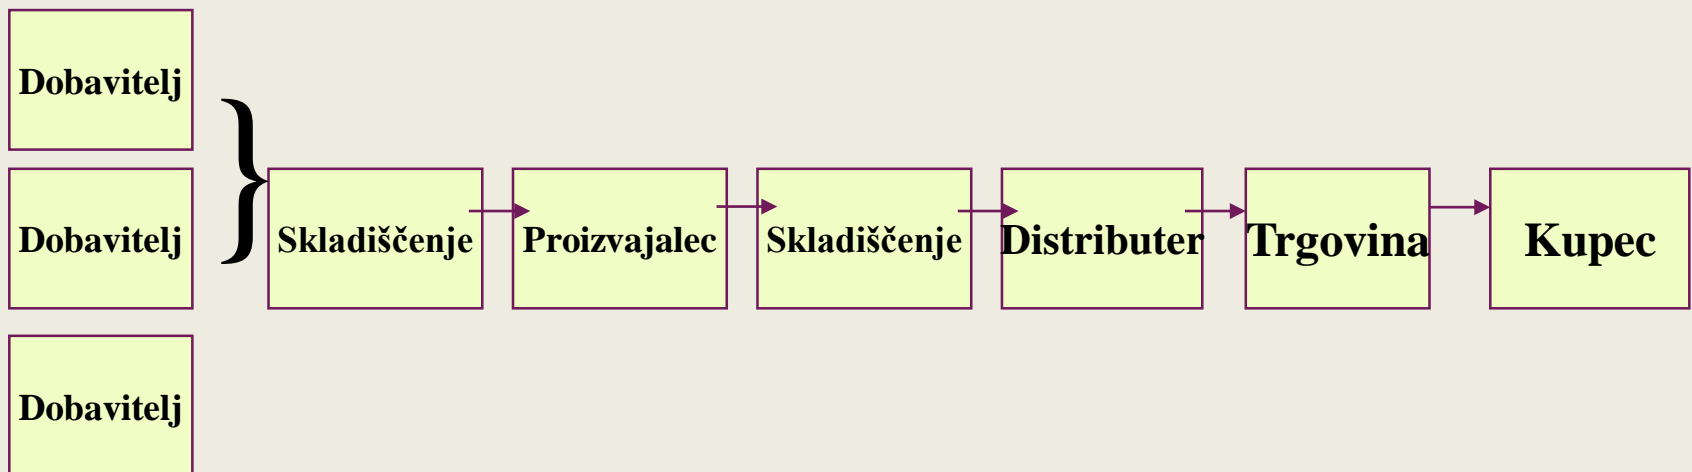 Dobavitelj
Dobavitelj
Dobavitelj
}
Skladiščenje
Proizvajalec
Skladiščenje
Distributer
Trgovina
Kupec